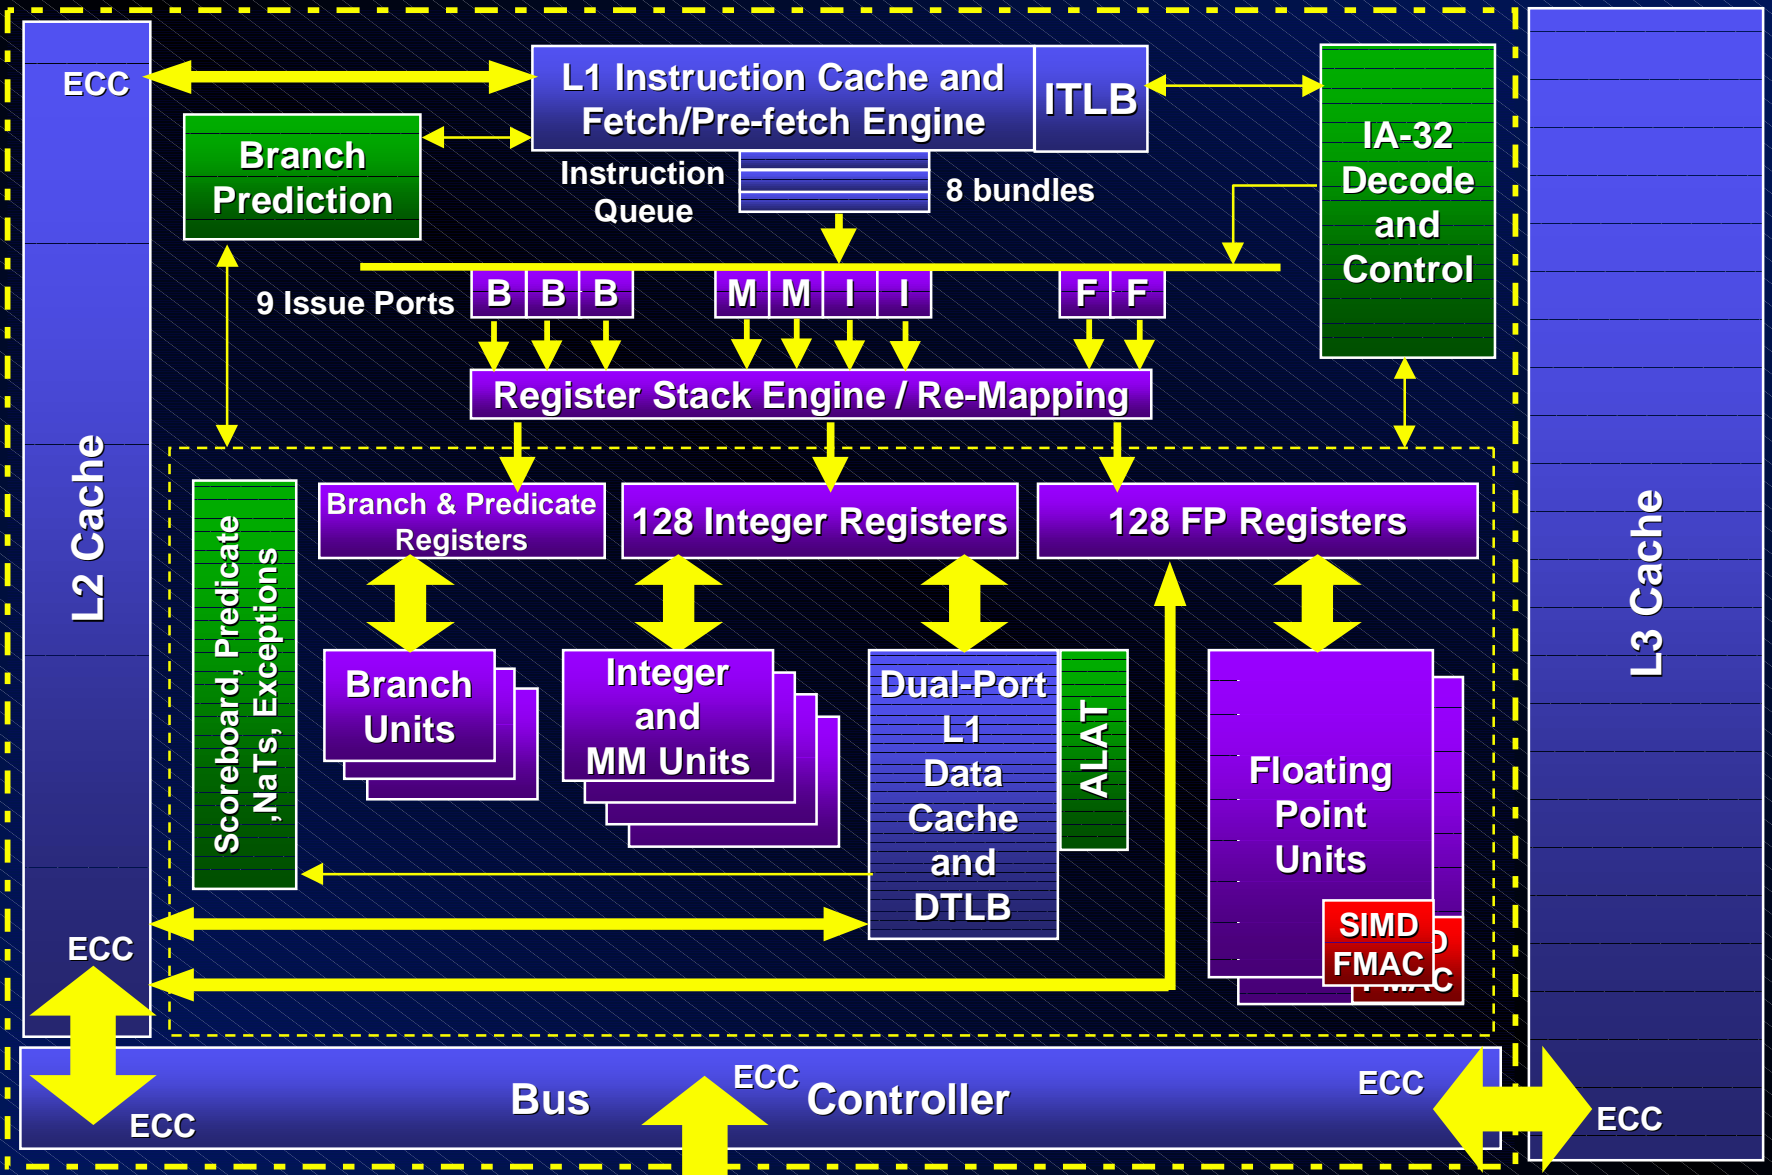 ECC
L1 Instruction Cache and
Fetch/Pre-fetch Engine
ITLB
IA-32
Decode
and
Control
Branch
Prediction
Instruction
Queue
8 bundles
9 Issue Ports
B B B
M M I I
F F
Register Stack Engine / Re-Mapping
L2 Cache
L3 Cache
Scoreboard, Predicate
,NaTs, Exceptions
Branch & Predicate
Registers
128 Integer Registers
128 FP Registers
Branch
Units
Integer
and
MM Units
Dual-Port
L1
Data
Cache
and
DTLB
ALAT
Floating
Point
Units
SIMD
FMAC
ECC
Bus Controller
ECC
ECC
ECC
ECC